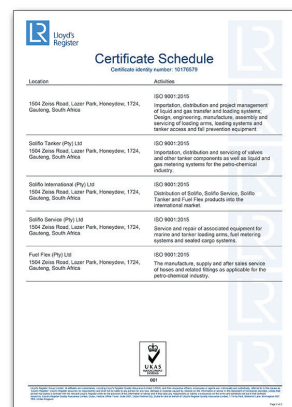 Lloyd's
Register
LR
Certificate Schedule
Certificate identity number: 10176579
Location
Activities
ISO 9001:2015
1504 Zeiss Road, Lazer Park, Honeydew, 1724,
Gauteng, South Africa
Importation, distribution and project management
of liquid and gas transfer and loading systems;
Design, engineering, manufacture, assembly and
servicing of loading arms, loading systems and
tanker access and fall prevention equipment.
Soliflo Tanker (Pty) Ltd
1504 Zeiss Road, Lazer Park, Honeydew, 1724,
Gauteng, South Africa
ISO 9001:2015
Importation, distribution and servicing of valves
and other tanker components as well as liquid and
gas metering systems for the petro-chemical
industry.
Soliflo International (Pty) Ltd
1504 Zeiss Road, Lazer Park, Honeydew, 1724,
Gauteng, South Africa
ISO 9001:2015
Distribution of Soliflo, Soliflo Service, Soliflo
Tanker and Fuel Flex products into the
international market.
Soliflo Service (Pty) Ltd
1504 Zeiss Road, Lazer Park, Honeydew, 1724,
Gauteng, South Africa
ISO 9001:2015
Service and repair of associated equipment for
marine and tanker loading arms, fuel metering
systems and sealed cargo systems.
Fuel Flex (Pty) Ltd
1504 Zeiss Road, Lazer Park, Honeydew, 1724,
Gauteng, South Africa
ISO 9001:2015
The manufacture, supply and after sales service
of hoses and related fittings as applicable for the
petro-chemical industry.
UKAS
MANAGEMENT
SYSTEMS
001